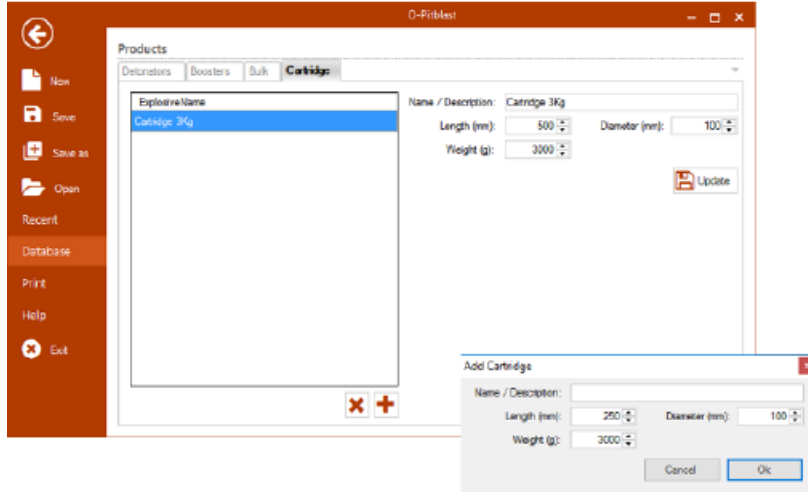 O-Pitblast
New
Save
Save as
Open
Recent
Database
Print
Help
Exit
Products
Detonators Boosters Bulk Cartridge
ExplosiveName
Cartridge 3Kg
Name / Description: Cartridge 3Kg
Length (mm): 500 Diameter (mm): 100
Weight (g): 3000
Update
Add Cartridge
Name / Description:
Length (mm): 250 Diameter (mm): 100
Weight (g): 3000
Cancel Ok